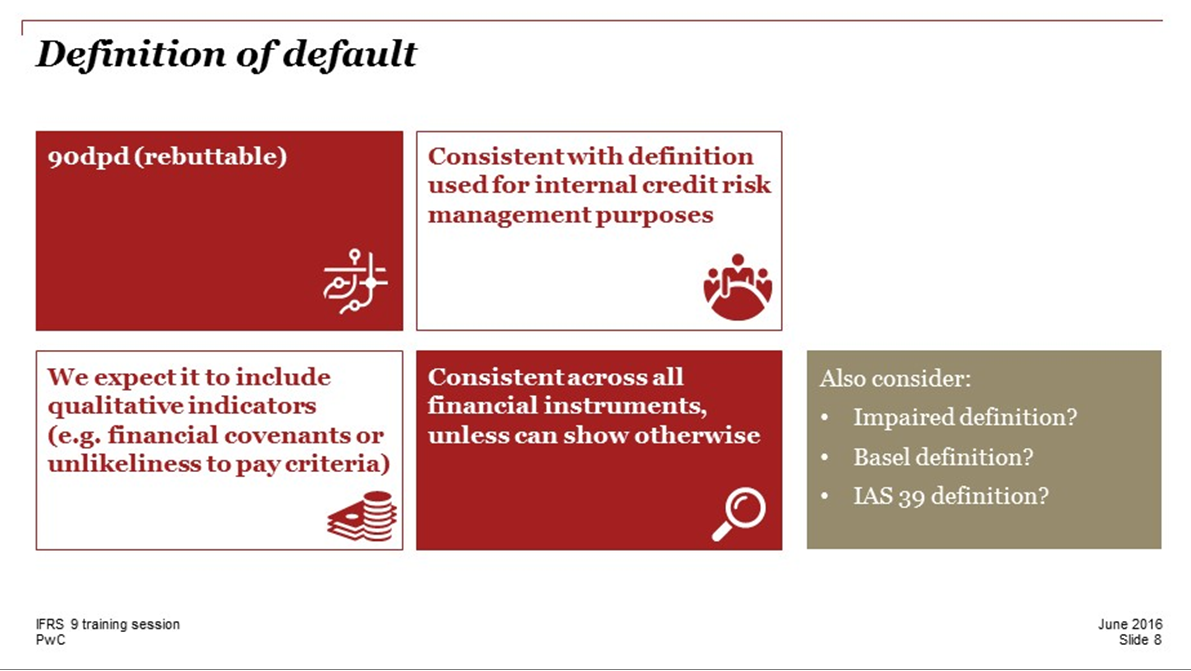 Definition of default
90dpd (rebuttable)
Consistent with definition
used for internal credit risk
management purposes
We expect it to include
qualitative indicators
(e.g. financial covenants or
unlikeliness to pay criteria)
Consistent across all
financial instruments,
unless can show otherwise
Also consider:
• Impaired definition?
• Basel definition?
• IAS 39 definition?
IFRS 9 training session
PwC
June 2016
Slide 8